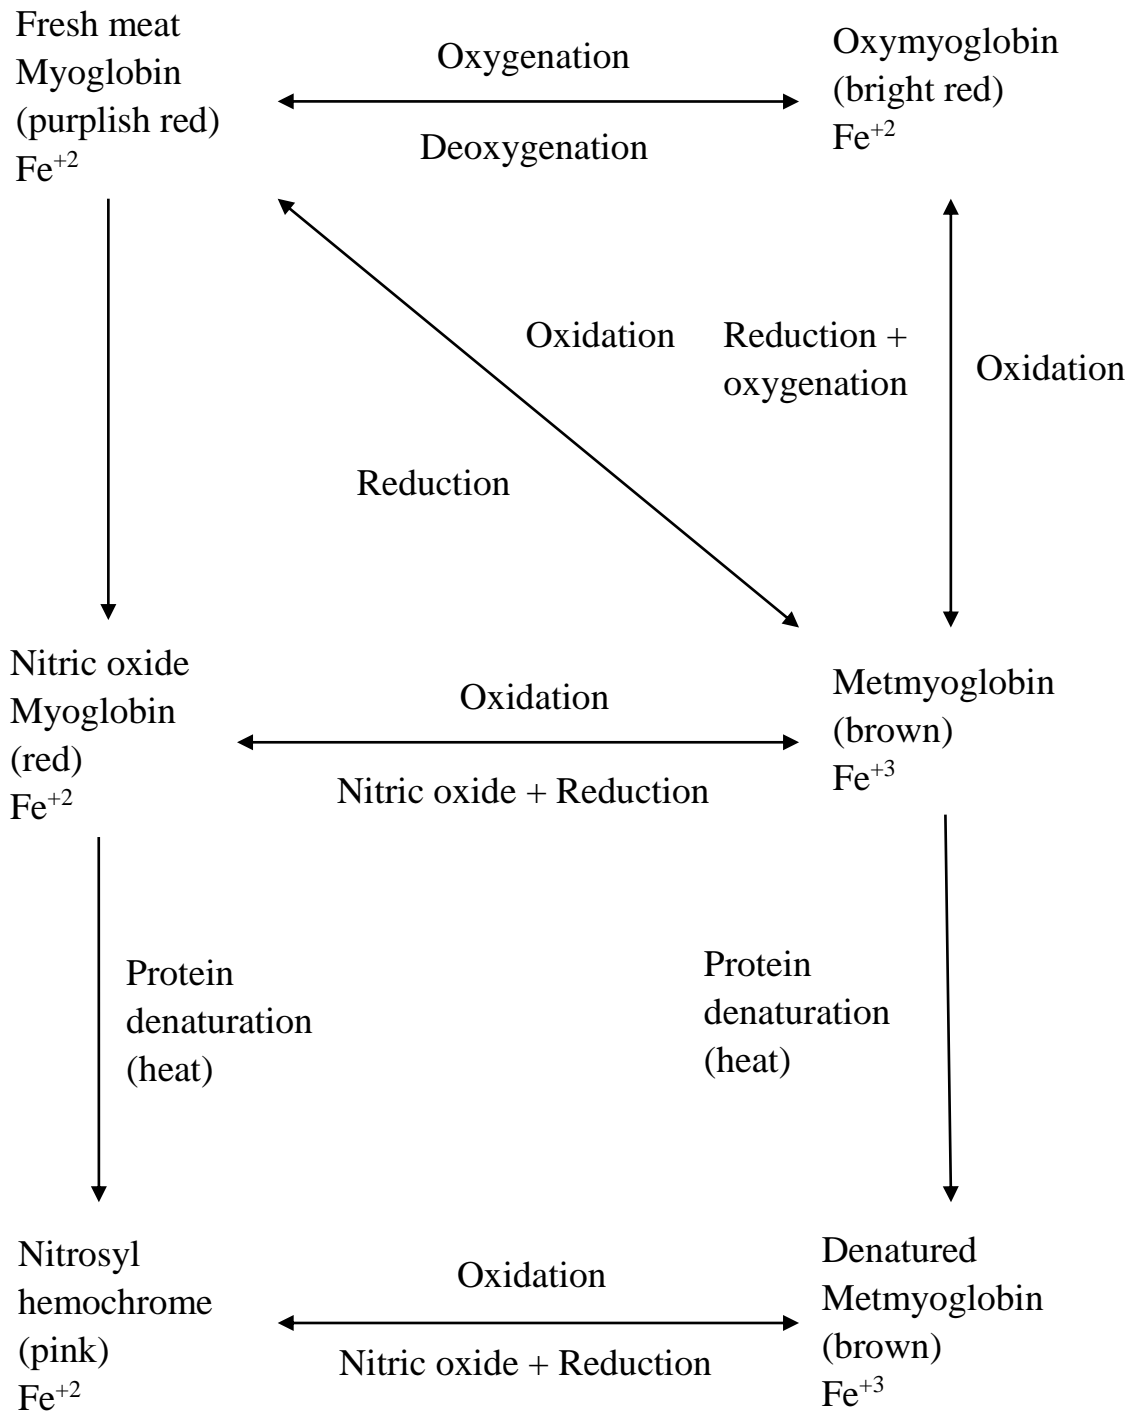 Fresh meat
Myoglobin
(purplish red)
Fe⁺²
Oxygenation
Deoxygenation
Oxymyoglobin
(bright red)
Fe⁺²
Oxidation
Reduction
Reduction +
oxygenation
Oxidation
Nitric oxide
Myoglobin
(red)
Fe⁺²
Oxidation
Nitric oxide + Reduction
Metmyoglobin
(brown)
Fe⁺³
Protein
denaturation
(heat)
Protein
denaturation
(heat)
Nitrosyl
hemochrome
(pink)
Fe⁺²
Oxidation
Nitric oxide + Reduction
Denatured
Metmyoglobin
(brown)
Fe⁺³